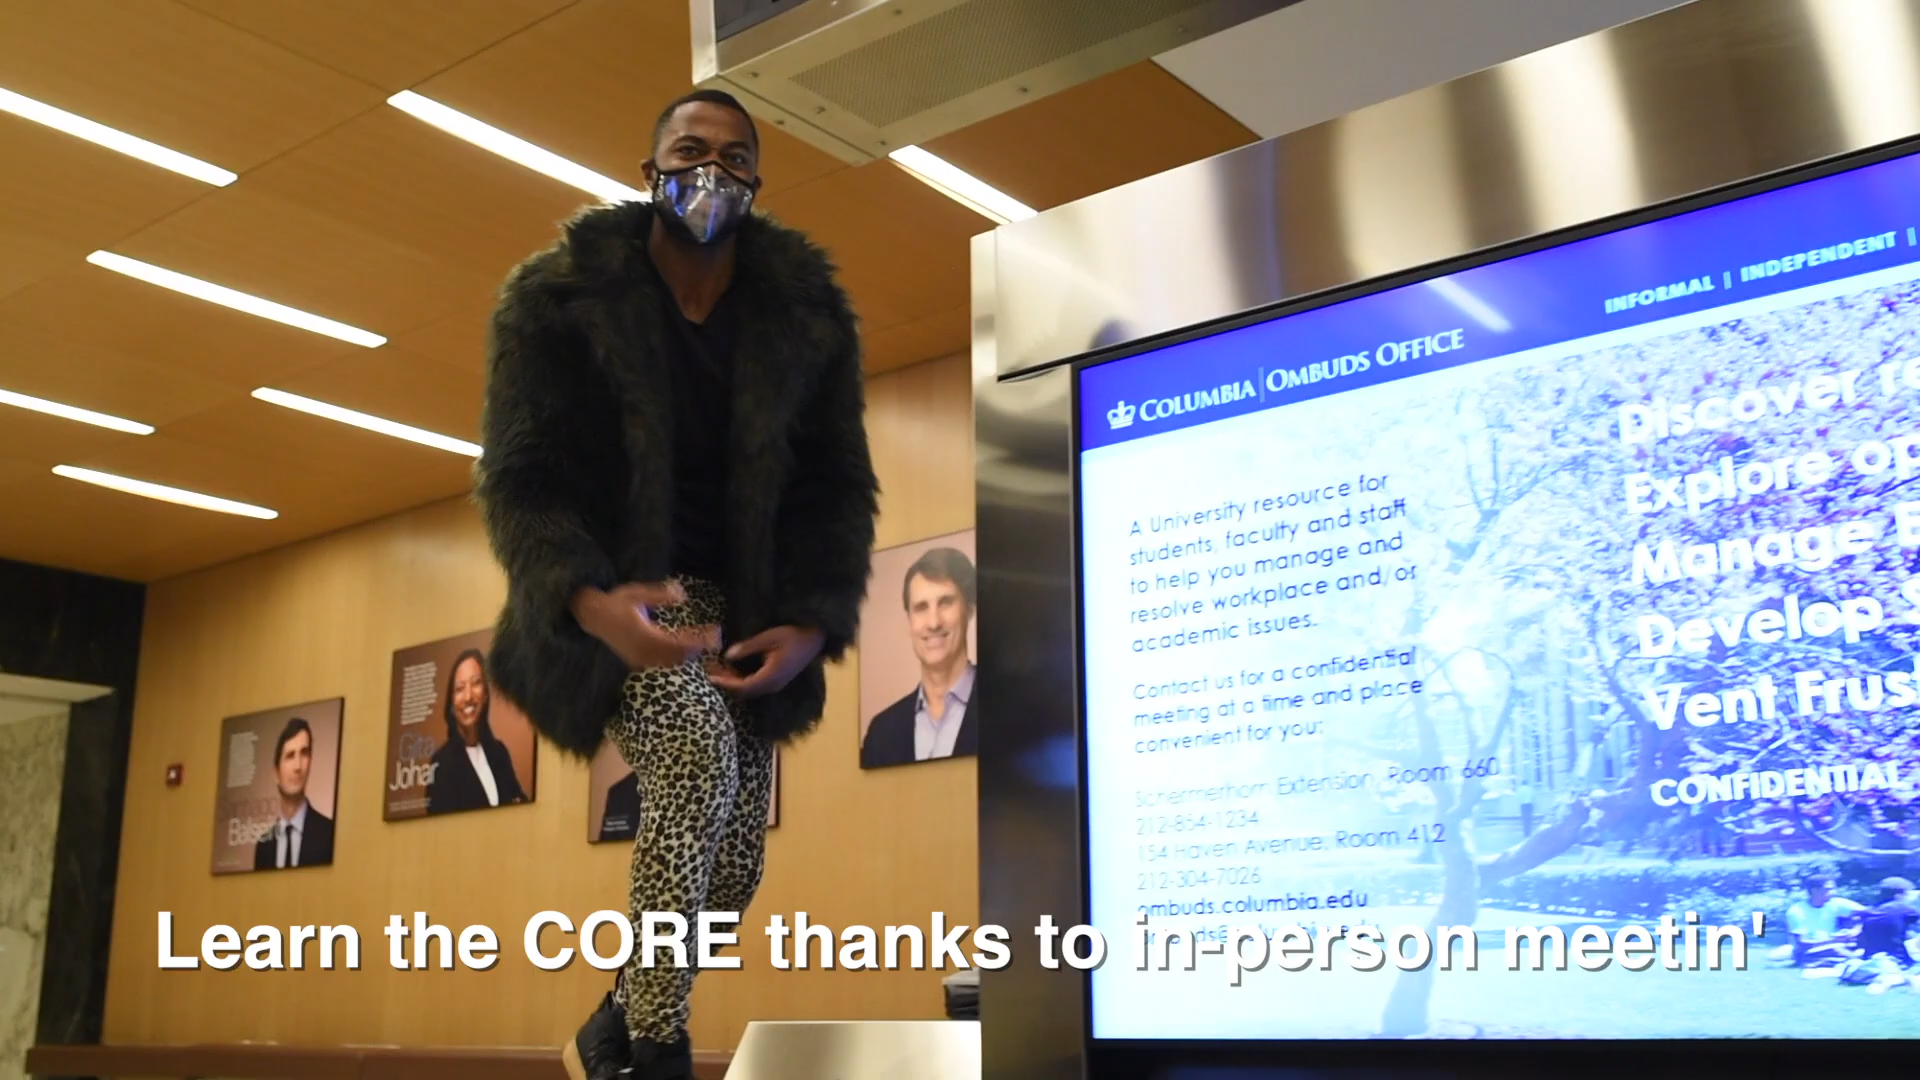 COLUMBIA | OMBUDS OFFICE
INFORMAL | INDEPENDENT |
A University resource for
students, faculty and staff
to help you manage and
resolve workplace and/or
academic issues.
Contact us for a confidential
meeting at a time and place
convenient for you:
Schermerhorn Extension, Room 660
212-854-1234
154 Haven Avenue, Room 412
212-304-7026
ombuds.columbia.edu
Discover re
Explore op
Manage E
Develop S
Vent Frus
CONFIDENTIAL
Gita
Johar
Balseiro
Learn the CORE thanks to in-person meetin'